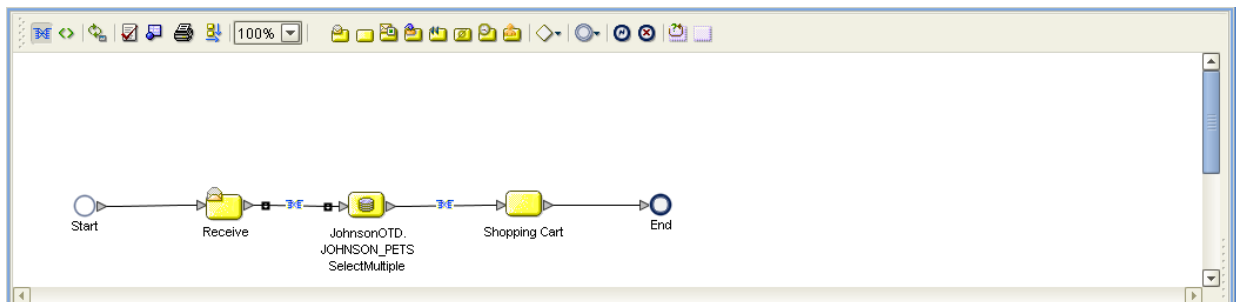 100%
Start
Receive
JohnsonOTD.
JOHNSON_PETS
SelectMultiple
Shopping Cart
End